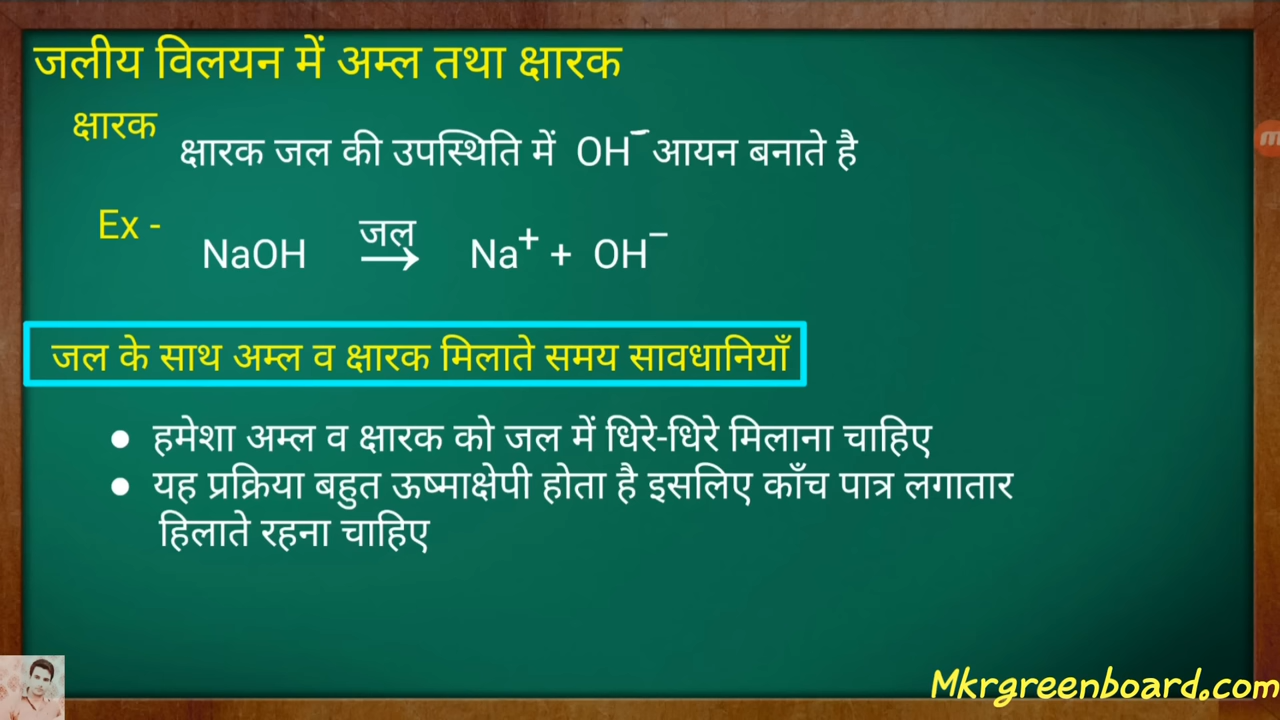 जलीय विलयन में अम्ल तथा क्षारक
क्षारक
क्षारक जल की उपस्थिति में OH⁻ आयन बनाते है
Ex -
जल
NaOH → Na⁺ + OH⁻
जल के साथ अम्ल व क्षारक मिलाते समय सावधानियाँ
● हमेशा अम्ल व क्षारक को जल में धिरे-धिरे मिलाना चाहिए
● यह प्रक्रिया बहुत ऊष्माक्षेपी होता है इसलिए काँच पात्र लगातार
हिलाते रहना चाहिए
Mkrgreenboard.com